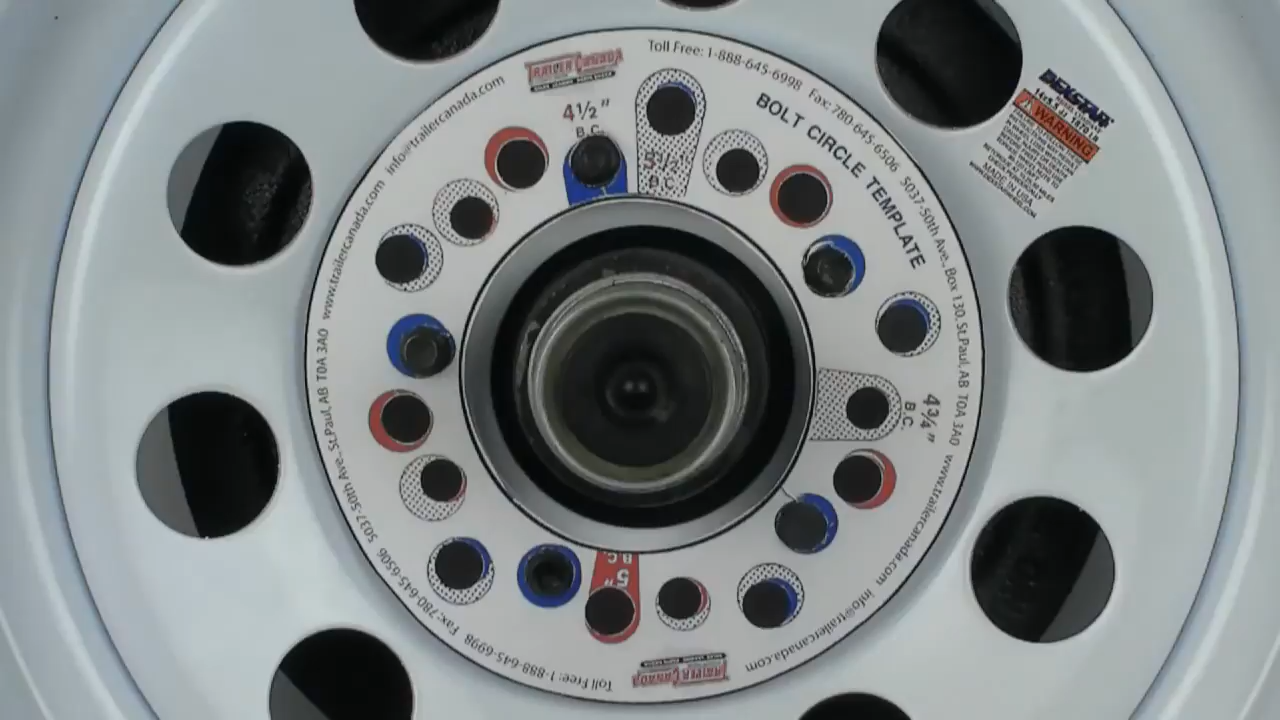 TRAILER CANADA
Toll Free: 1-888-645-6998 Fax: 780-645-6506 5037-50th Ave., Box 130, St.Paul, AB T0A 3A0 www.trailercanada.com info@trailercanada.com
BOLT CIRCLE TEMPLATE
4½"
B.C.
5½"
B.C.
4¾"
B.C.
5"
B.C.
TRAILER CANADA
Toll Free: 1-888-645-6998 Fax: 780-645-6506 5037-50th Ave., St.Paul, AB T0A 3A0 www.trailercanada.com info@trailercanada.com
DEXSTAR
WARNING
MADE IN USA